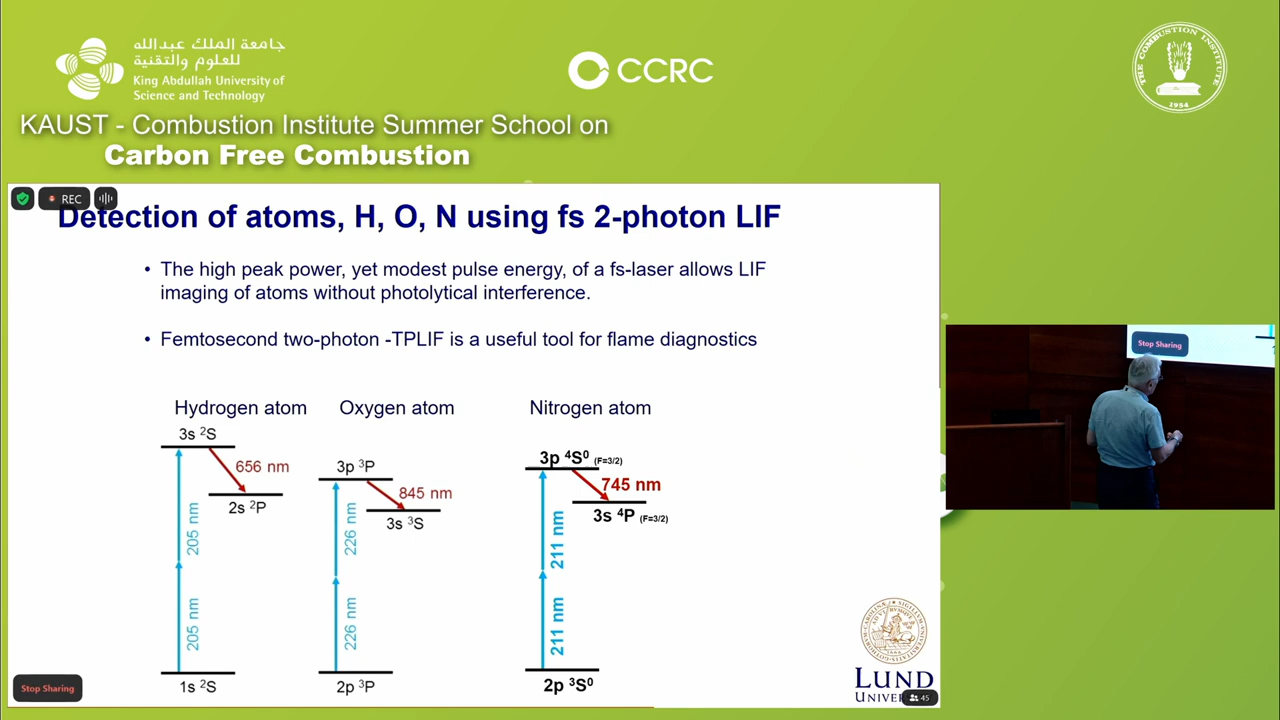 جامعة الملك عبدالله
للعلوم والتقنية
King Abdullah University of
Science and Technology
CCRC
THE COMBUSTION INSTITUTE
1954
KAUST - Combustion Institute Summer School on
Carbon Free Combustion
REC
Detection of atoms, H, O, N using fs 2-photon LIF
• The high peak power, yet modest pulse energy, of a fs-laser allows LIF
imaging of atoms without photolytical interference.
• Femtosecond two-photon -TPLIF is a useful tool for flame diagnostics
Hydrogen atom
3s ²S
656 nm
2s ²P
205 nm
205 nm
1s ²S
Oxygen atom
3p ³P
845 nm
3s ³S
226 nm
226 nm
2p ³P
Nitrogen atom
3p ⁴S⁰ (F=3/2)
745 nm
3s ⁴P (F=3/2)
211 nm
211 nm
2p ³S⁰
Stop Sharing
LUND
UNIVE
45
Stop Sharing